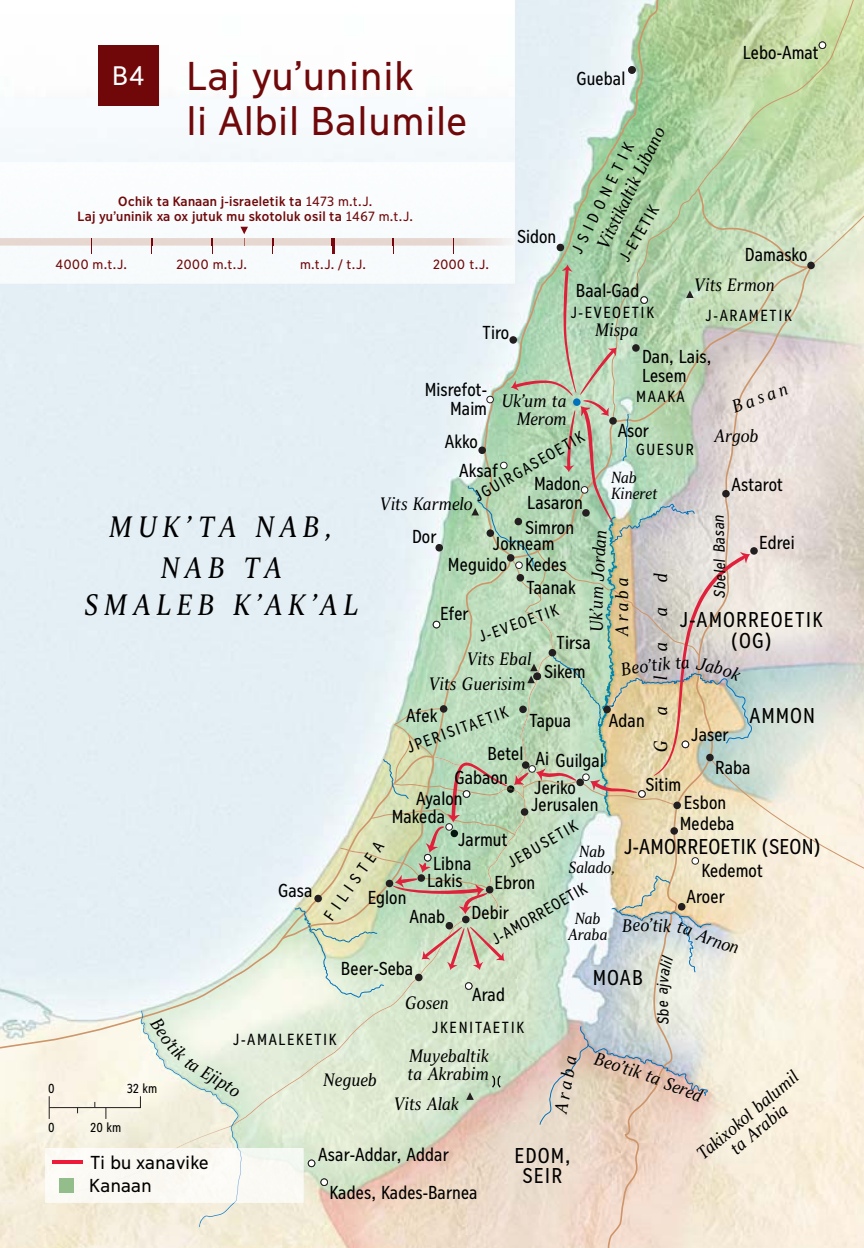 B4
Laj yu’uninik
li Albil Balumile
Ochik ta Kanaan j-israeletik ta 1473 m.t.J.
Laj yu’uninik xa ox jutuk mu skotoluk osil ta 1467 m.t.J.
4000 m.t.J.
2000 m.t.J.
m.t.J. / t.J.
2000 t.J.
Lebo-Amat
Guebal
JSIDONETIK
Vitstikaltik Libano
J-ETETIK
Sidon
Damasko
Baal-Gad
Vits Ermon
J-EVEOETIK
J-ARAMETIK
Mispa
Tiro
Dan, Lais,
Lesem
Misrefot-
Maim
Uk’um ta
Merom
MAAKA
Basan
Asor
Argob
Akko
GUESUR
JGUIRGASEOETIK
Aksaf
Nab
Kineret
Madon
Astarot
Lasaron
Vits Karmelo
MUK’TA NAB,
NAB TA
SMALEB K’AK’AL
Simron
Dor
Jokneam
Edrei
Sbelel Basan
Meguido
Kedes
Taanak
Uk’um Jordan
Araba
Galaad
Efer
J-EVEOETIK
J-AMORREOETIK
(OG)
Tirsa
Vits Ebal
Beo’tik ta Jabok
Sikem
Vits Guerisim
Afek
Tapua
Adan
AMMON
JPERISITAETIK
Jaser
Betel
Ai
Guilgal
Raba
Gabaon
Jeriko
Sitim
Ayalon
Jerusalen
Esbon
Makeda
Medeba
Jarmut
JEBUSETIK
J-AMORREOETIK (SEON)
Nab
Salado,
Nab
Araba
Libna
Kedemot
FILISTEA
Lakis
Ebron
Gasa
Eglon
Aroer
Anab
Debir
J-AMORREOETIK
Beo’tik ta Arnon
Beer-Seba
MOAB
Sbe ajvalil
Arad
Gosen
JKENITAETIK
J-AMALEKETIK
Beo’tik ta Ejipto
Muyebaltik
ta Akrabim
Araba
Beo’tik ta Sered
Negueb
Vits Alak
Takixokol balumil
ta Arabia
0
32 km
0
20 km
Asar-Addar, Addar
EDOM,
SEIR
Ti bu xanavike
Kanaan
Kades, Kades-Barnea